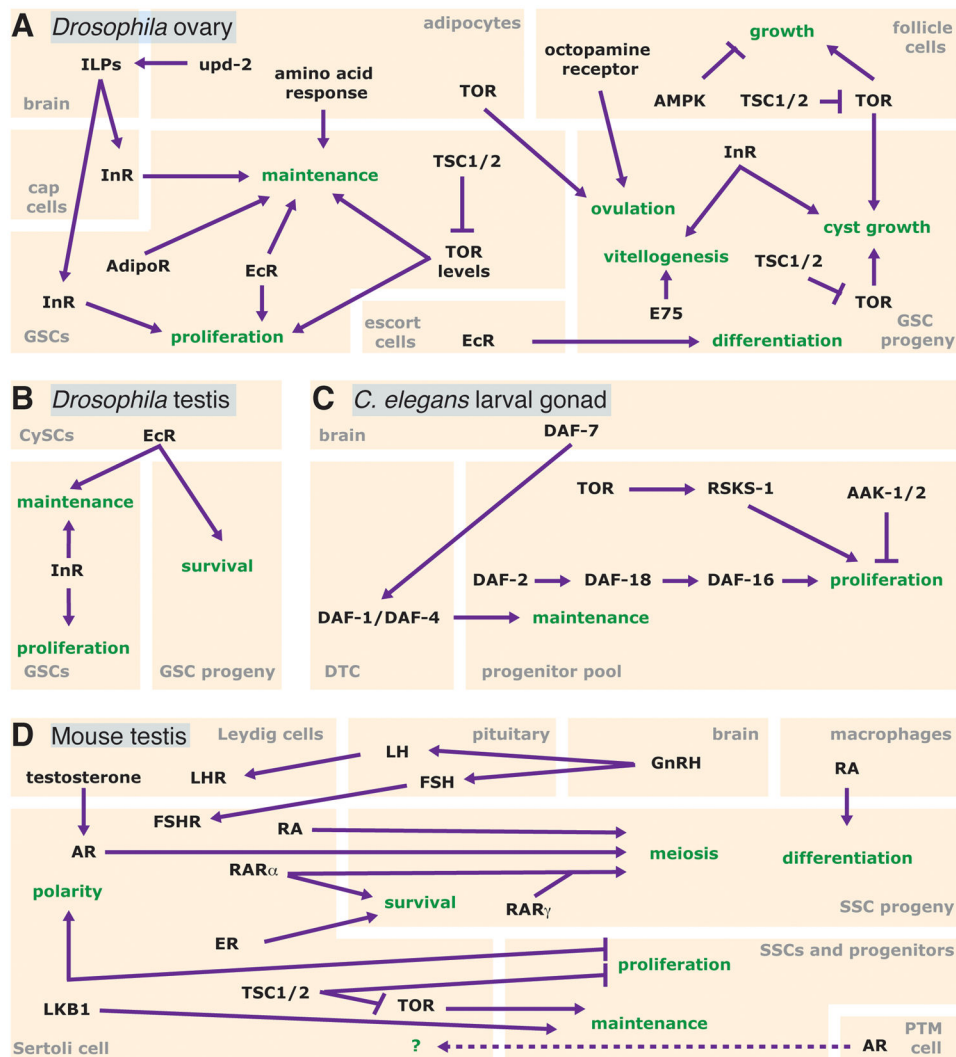 A Drosophila ovary
adipocytes
follicle
cells
growth
octopamine
receptor
ILPs
upd-2
amino acid
response
brain
TOR
AMPK
TSC1/2
TOR
InR
cap
cells
maintenance
TSC1/2
InR
ovulation
cyst growth
AdipoR
EcR
TOR
levels
vitellogenesis
TSC1/2
InR
TOR
E75
GSCs
proliferation
escort
cells
EcR
differentiation
GSC
progeny
B Drosophila testis
CySCs
EcR
maintenance
InR
survival
proliferation
GSCs
GSC progeny
C C. elegans larval gonad
brain
DAF-7
TOR
RSKS-1
AAK-1/2
DAF-2
DAF-18
DAF-16
proliferation
DAF-1/DAF-4
maintenance
DTC
progenitor pool
D Mouse testis
Leydig cells
pituitary
brain
macrophages
testosterone
LHR
LH
GnRH
RA
FSH
FSHR
RA
AR
meiosis
differentiation
RARα
polarity
survival
RARγ
SSC progeny
ER
SSCs and progenitors
proliferation
TSC1/2
LKB1
TOR
maintenance
Sertoli cell
?
AR
PTM
cell